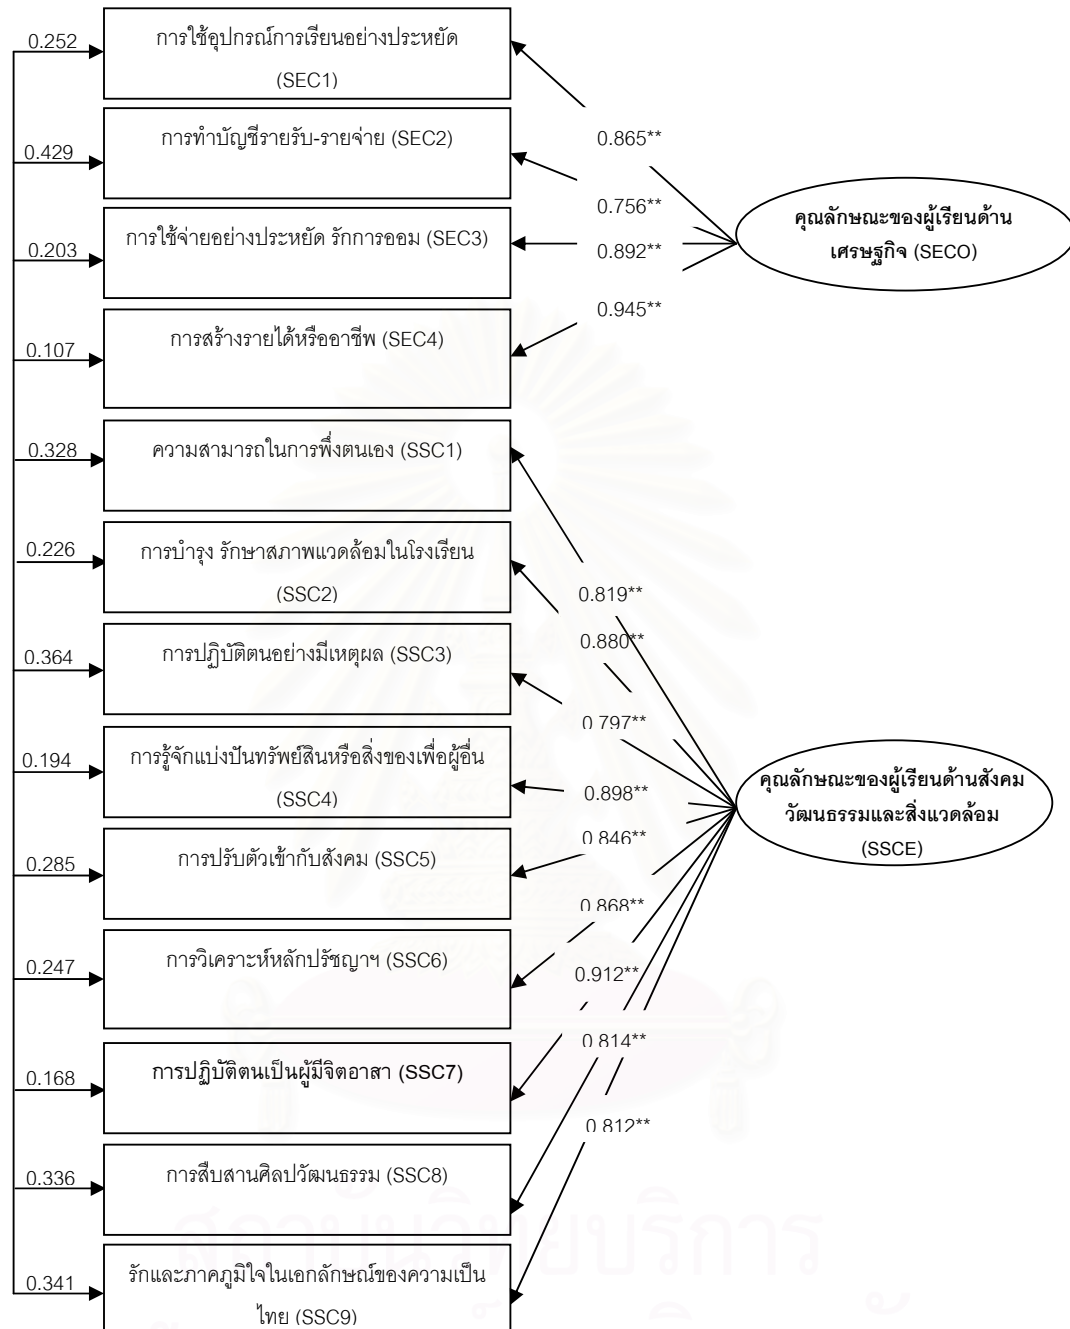 0.252
การใช้อุปกรณ์การเรียนอย่างประหยัด
(SEC1)
0.865**
0.429
การทำบัญชีรายรับ-รายจ่าย (SEC2)
0.756**
0.203
การใช้จ่ายอย่างประหยัด รักการออม (SEC3)
0.892**
คุณลักษณะของผู้เรียนด้าน
เศรษฐกิจ (SECO)
0.107
การสร้างรายได้หรืออาชีพ (SEC4)
0.945**
0.328
ความสามารถในการพึ่งตนเอง (SSC1)
0.819**
0.226
การบำรุง รักษาสภาพแวดล้อมในโรงเรียน
(SSC2)
0.880**
0.364
การปฏิบัติตนอย่างมีเหตุผล (SSC3)
0.797**
0.194
การรู้จักแบ่งปันทรัพย์สินหรือสิ่งของเพื่อผู้อื่น
(SSC4)
0.898**
คุณลักษณะของผู้เรียนด้านสังคม
วัฒนธรรมและสิ่งแวดล้อม
(SSCE)
0.285
การปรับตัวเข้ากับสังคม (SSC5)
0.846**
0.247
การวิเคราะห์หลักปรัชญาฯ (SSC6)
0.868**
0.168
การปฏิบัติตนเป็นผู้มีจิตอาสา (SSC7)
0.912**
0.336
การสืบสานศิลปวัฒนธรรม (SSC8)
0.814**
0.341
รักและภาคภูมิใจในเอกลักษณ์ของความเป็น
ไทย (SSC9)
0.812**
สถาบันวิทยบริการ